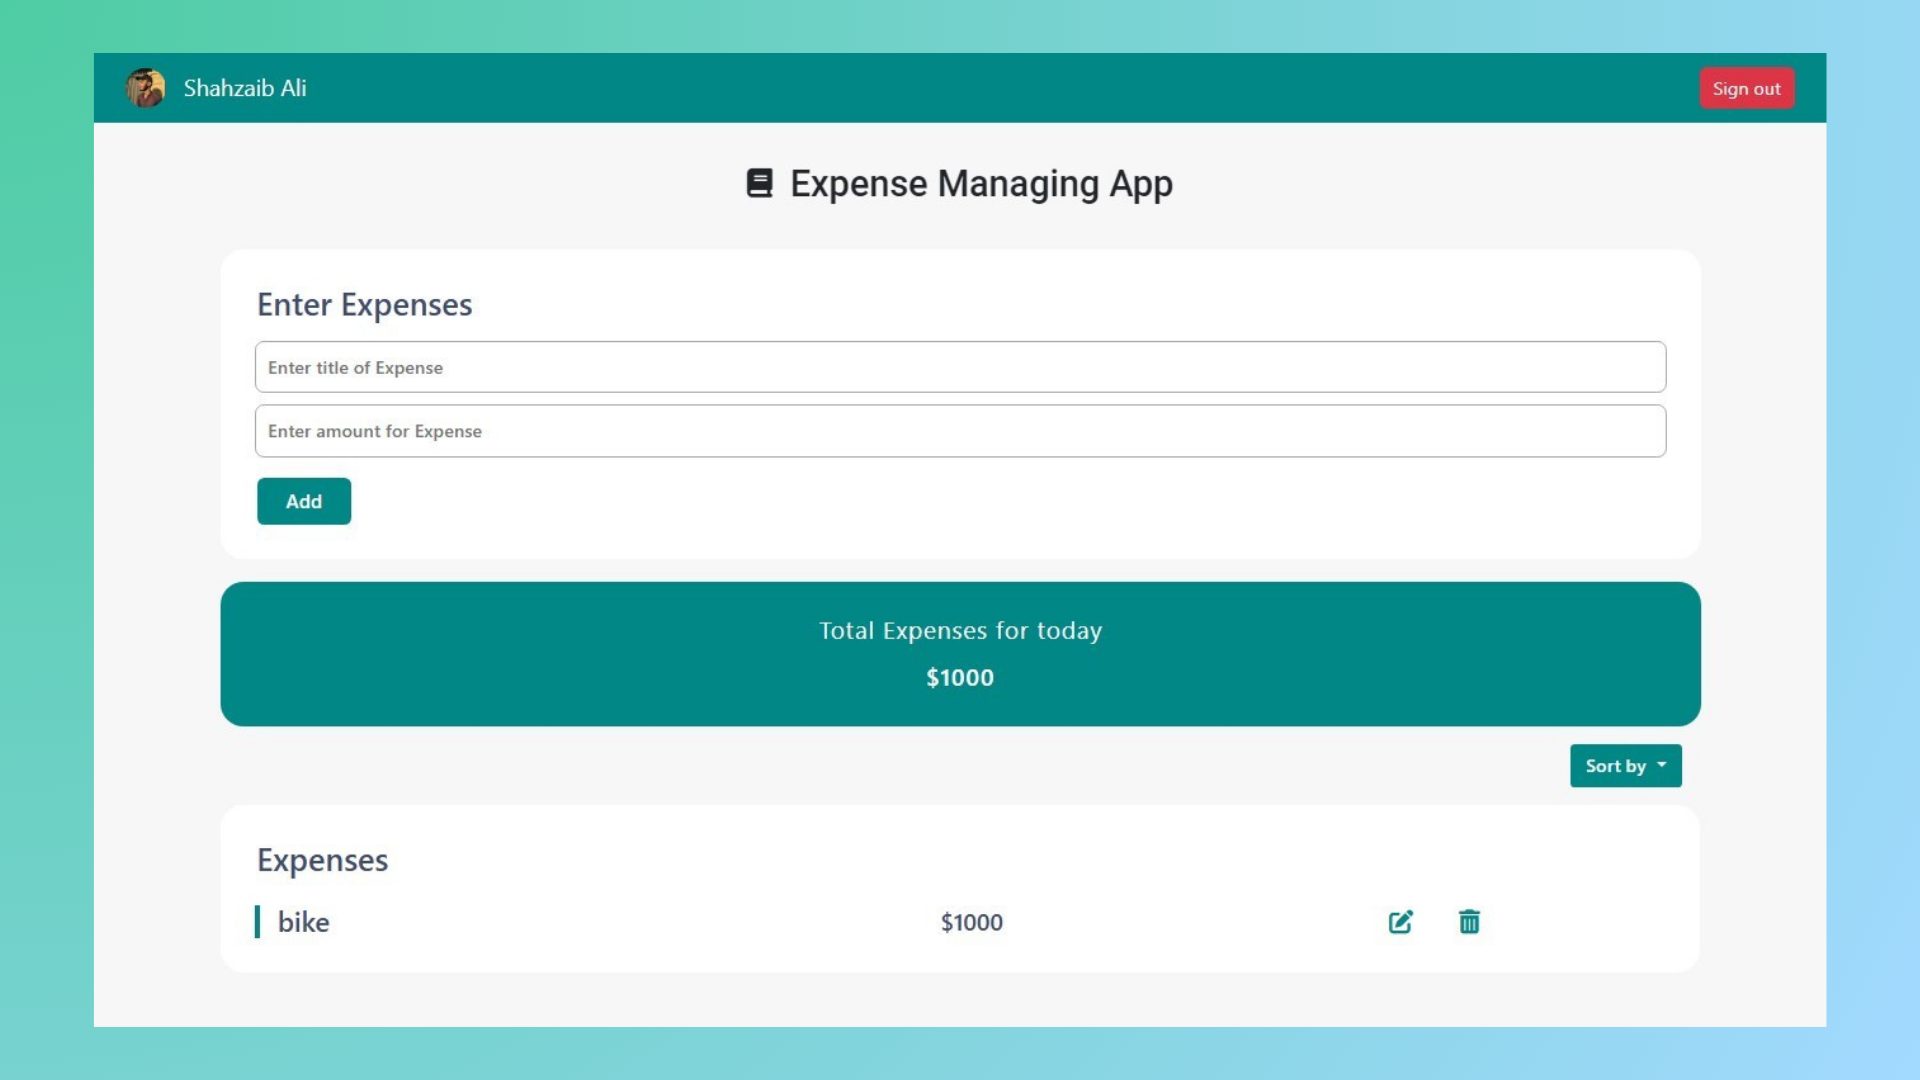 Shahzaib Ali
Sign out
Expense Managing App
Enter Expenses
Enter title of Expense
Enter amount for Expense
Add
Total Expenses for today
$1000
Sort by
Expenses
bike $1000